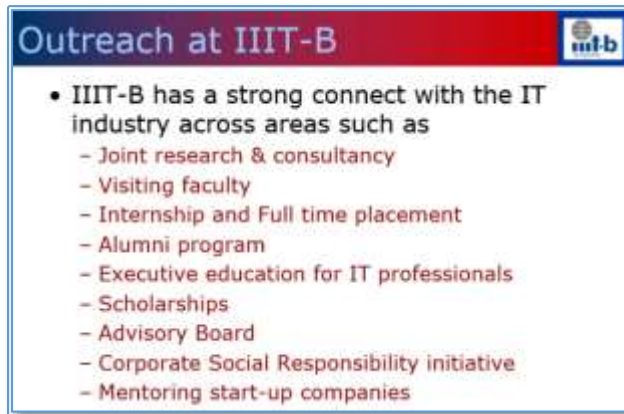 Outreach at IIIT-B
iiit-b
• IIIT-B has a strong connect with the IT
industry across areas such as
– Joint research & consultancy
– Visiting faculty
– Internship and Full time placement
– Alumni program
– Executive education for IT professionals
– Scholarships
– Advisory Board
– Corporate Social Responsibility initiative
– Mentoring start-up companies